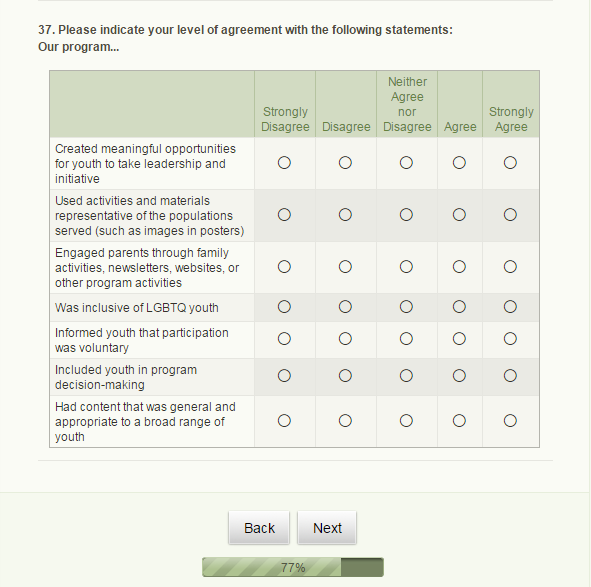 37. Please indicate your level of agreement with the following statements:
Our program...
Strongly Disagree
Disagree
Neither Agree nor Disagree
Agree
Strongly Agree
Created meaningful opportunities
for youth to take leadership and
initiative
Used activities and materials
representative of the populations
served (such as images in posters)
Engaged parents through family
activities, newsletters, websites, or
other program activities
Was inclusive of LGBTQ youth
Informed youth that participation
was voluntary
Included youth in program
decision-making
Had content that was general and
appropriate to a broad range of
youth
Back
Next
77%